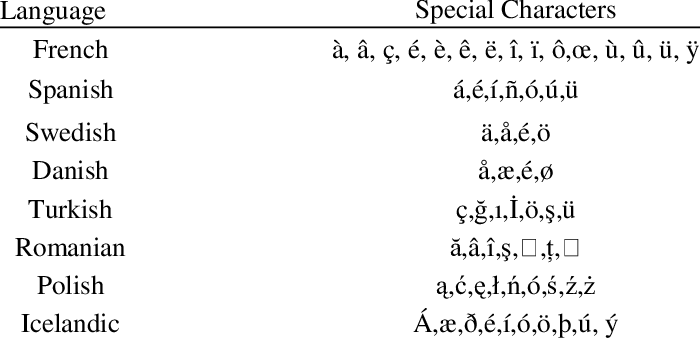 Language Special Characters
French à, â, ç, é, è, ê, ë, î, ï, ô,œ, ù, û, ü, ÿ
Spanish á,é,í,ñ,ó,ú,ü
Swedish ä,å,é,ö
Danish å,æ,é,ø
Turkish ç,ğ,ı,İ,ö,ş,ü
Romanian ă,â,î,ş,□,ț,□
Polish ą,ć,ę,ł,ń,ó,ś,ź,ż
Icelandic Á,æ,ð,é,í,ó,ö,þ,ú, ý